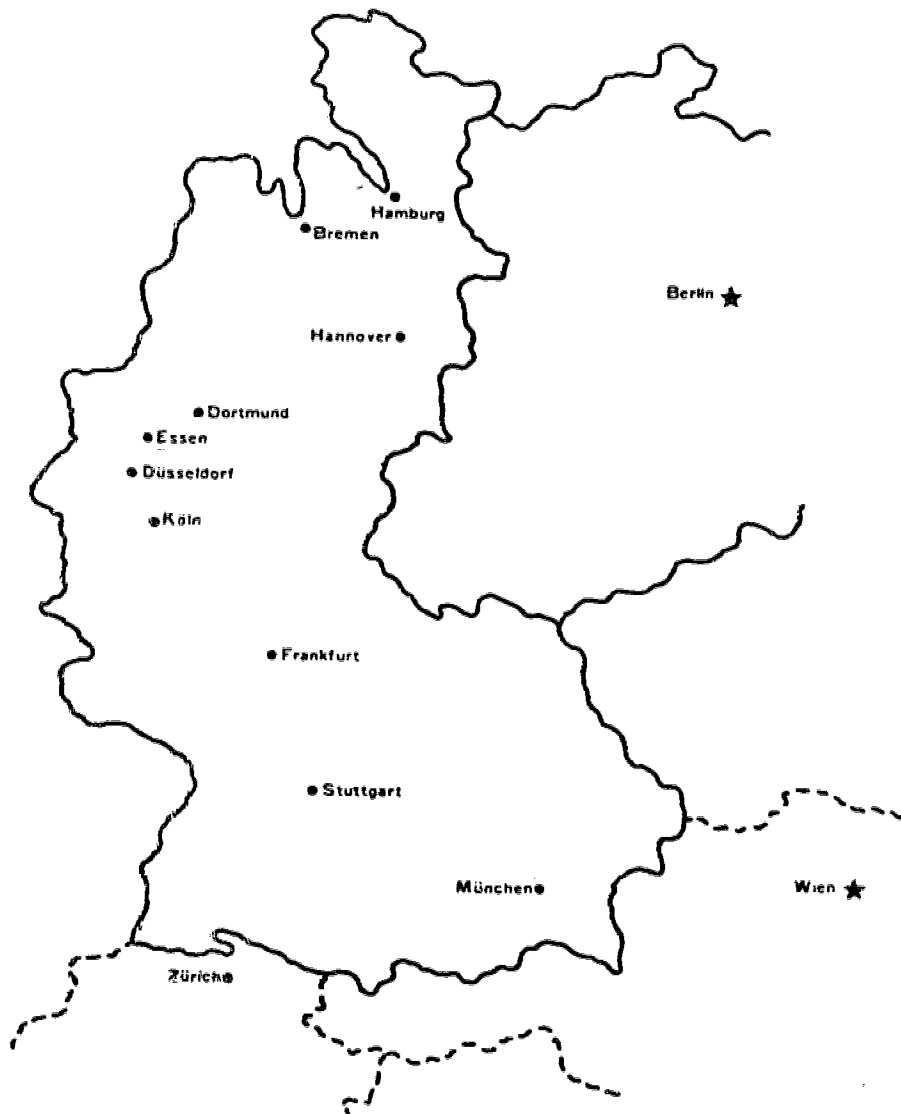 Hamburg
Bremen
Berlin
Hannover
Dortmund
Essen
Düsseldorf
Köln
Frankfurt
Stuttgart
München
Wien
Zürich